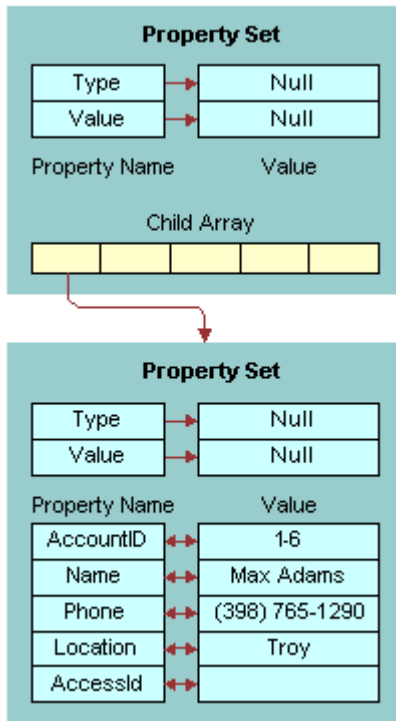 Property Set
Type Null
Value Null
Property Name Value
Child Array
Property Set
Type Null
Value Null
Property Name Value
AccountID 1-6
Name Max Adams
Phone (398) 765-1290
Location Troy
AccessId